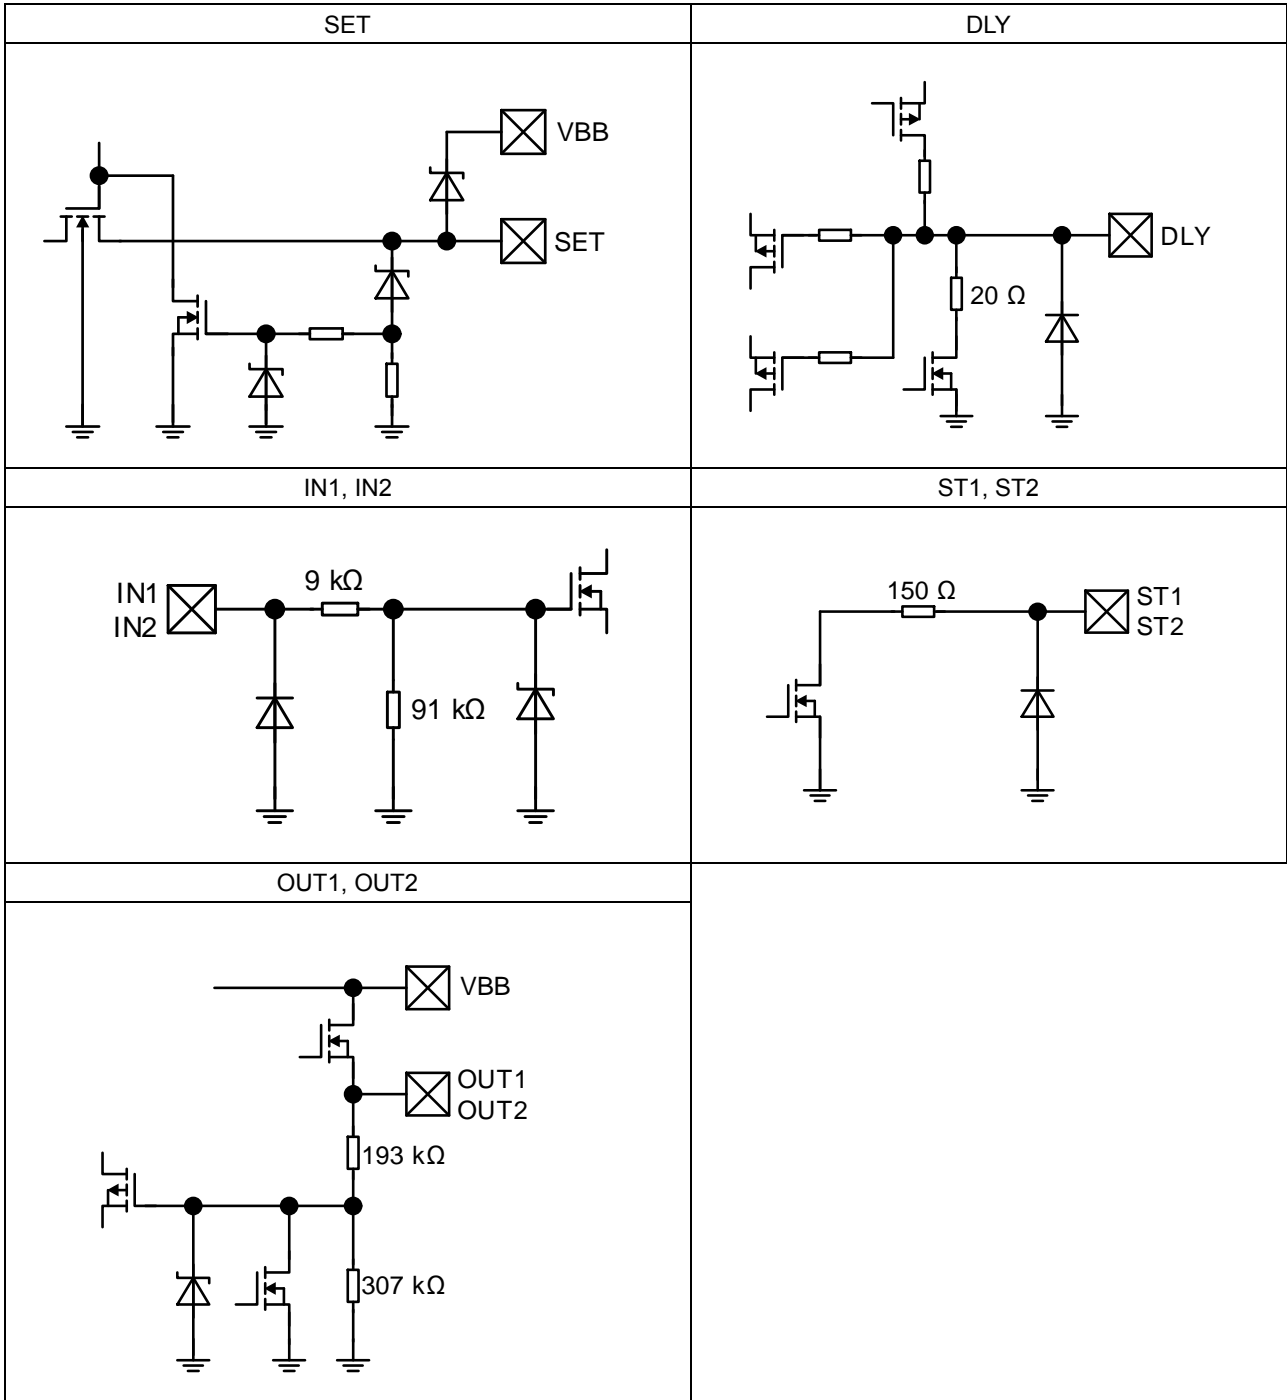 SET
DLY
VBB
SET
DLY
20 Ω
IN1, IN2
ST1, ST2
IN1
IN2
9 kΩ
91 kΩ
150 Ω
ST1
ST2
OUT1, OUT2
VBB
OUT1
OUT2
193 kΩ
307 kΩ